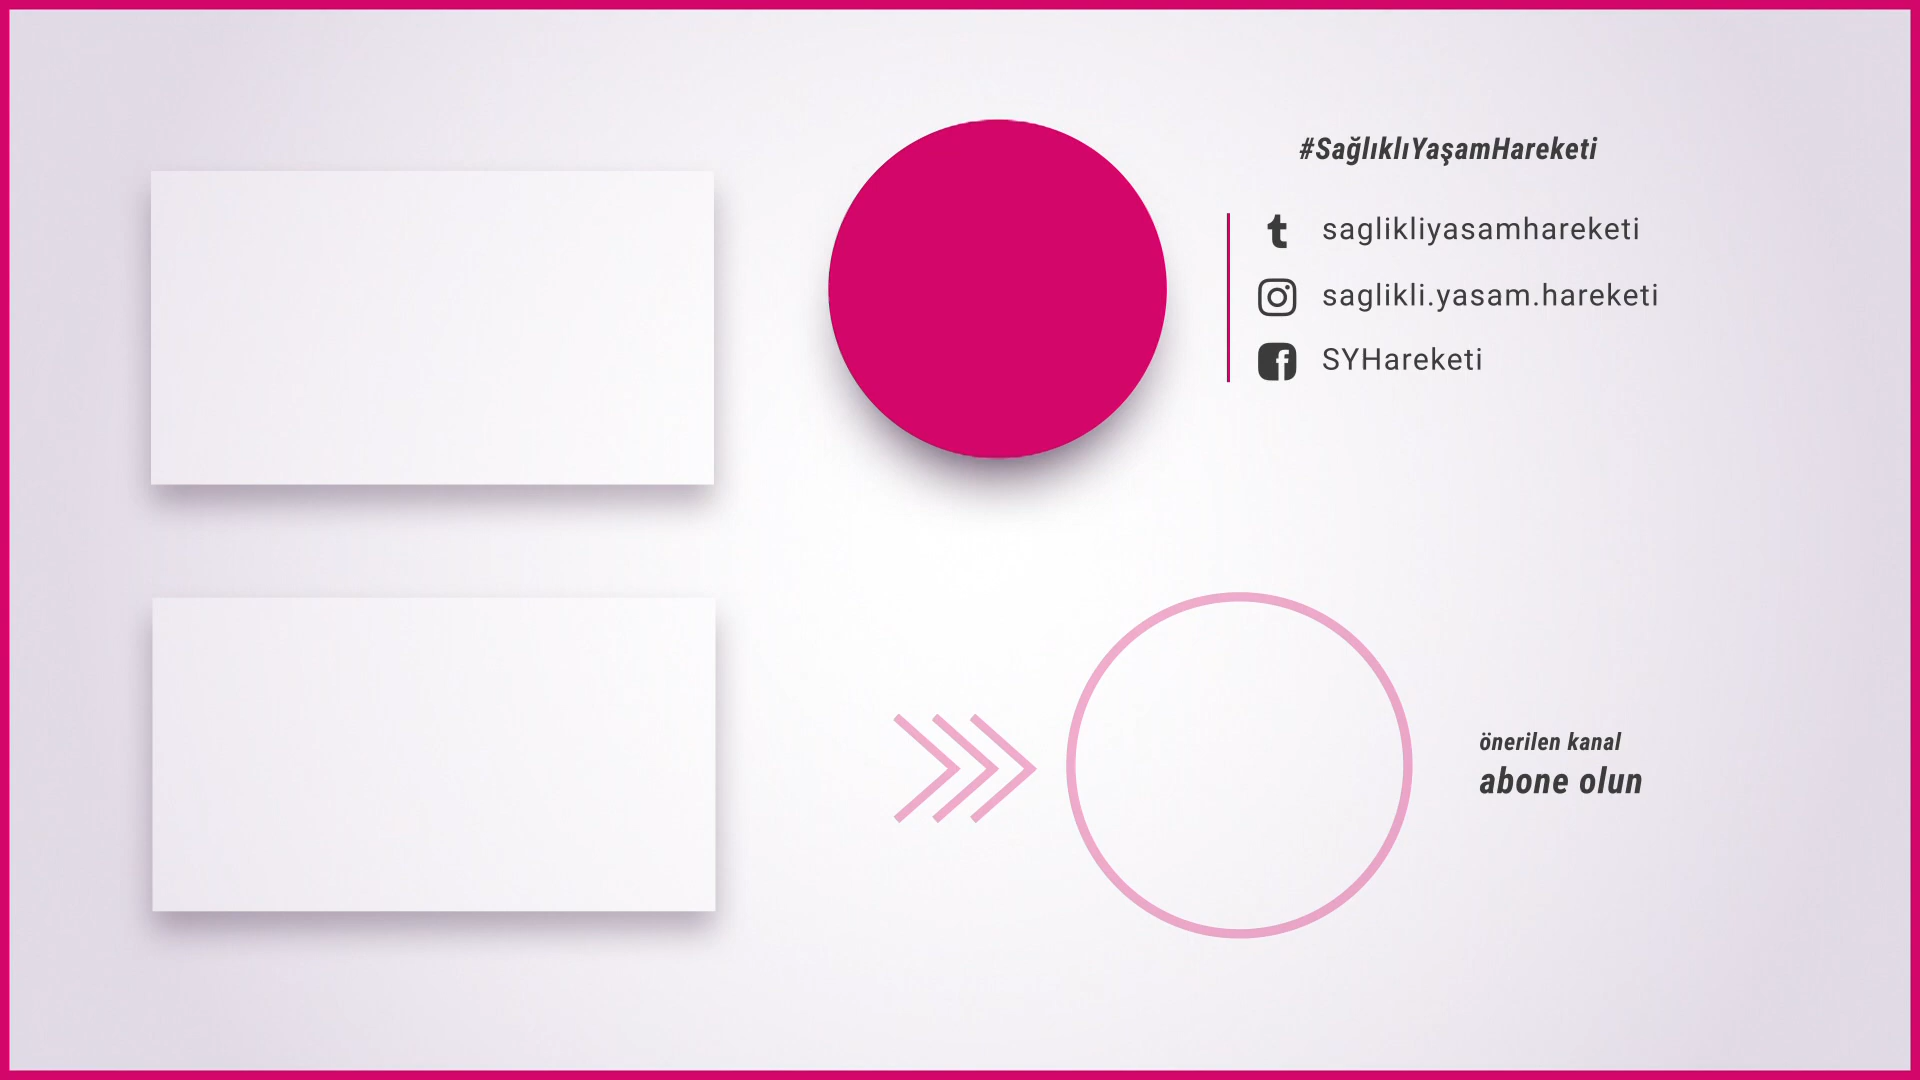 #SağlıklıYaşamHareketi
saglikliyasamhareketi
saglikli.yasam.hareketi
SYHareketi
önerilen kanal
abone olun